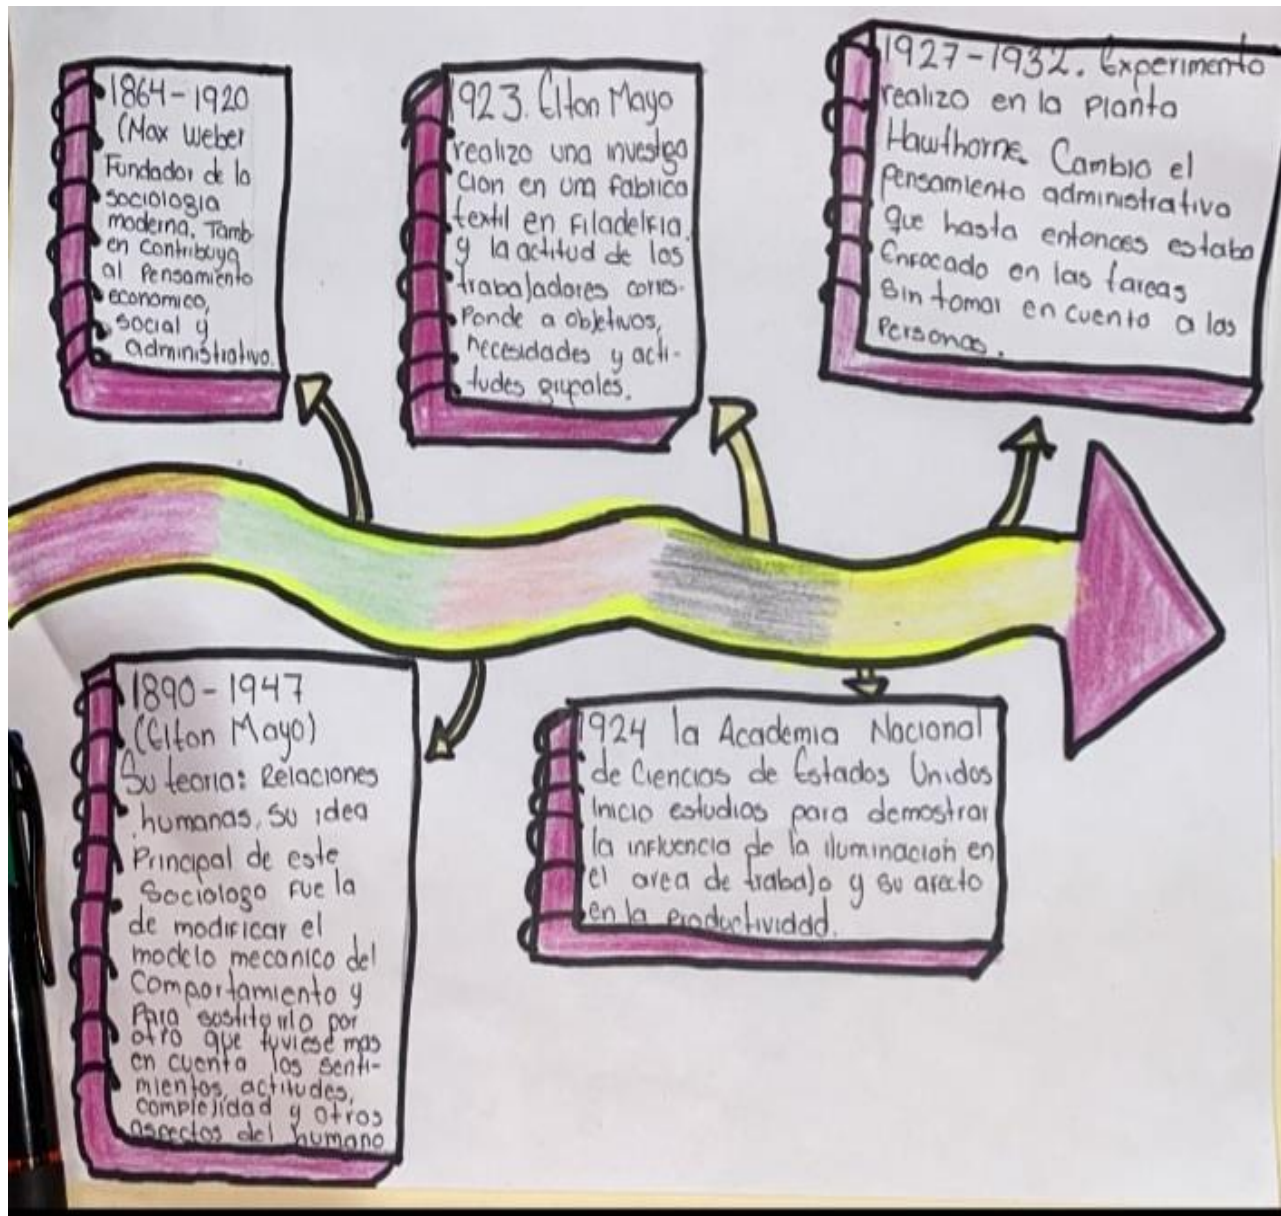 1864-1920
(Max Weber
Fundador de la
sociologia
moderna. Tamb
en contribuya
al Pensamiento
economico,
social y
administrativo.
1890-1947
(Elton Mayo)
Su teoria: Relaciones
humanas, su idea
Principal de este
Sociologo fue la
de modificar el
modelo mecanico del
Comportamiento y
Para sostituirlo por
otro que tuviese mas
en cuenta los senti-
mientos, actitudes,
complejidad y otros
aspectos del humano
1923. Elton Mayo
realizo una investiga
cion en una fabrica
textil en Filadelfia.
y la actitud de los
trabajadores corres-
Ponde a objetivos,
necesidades y acti-
tudes grupales.
1924 la Academia Nacional
de Ciencias de Estados Unidos
Inicio estudios para demostrar
la influencia de la iluminacion en
el area de trabajo y su afecto
en la productividad.
1927-1932. Experimento
realizo en la Planta
Hawthorne. Cambio el
Pensamiento administrativo
que hasta entonces estaba
Enfocado en las tareas
Sin tomar en cuento a las
Personas.